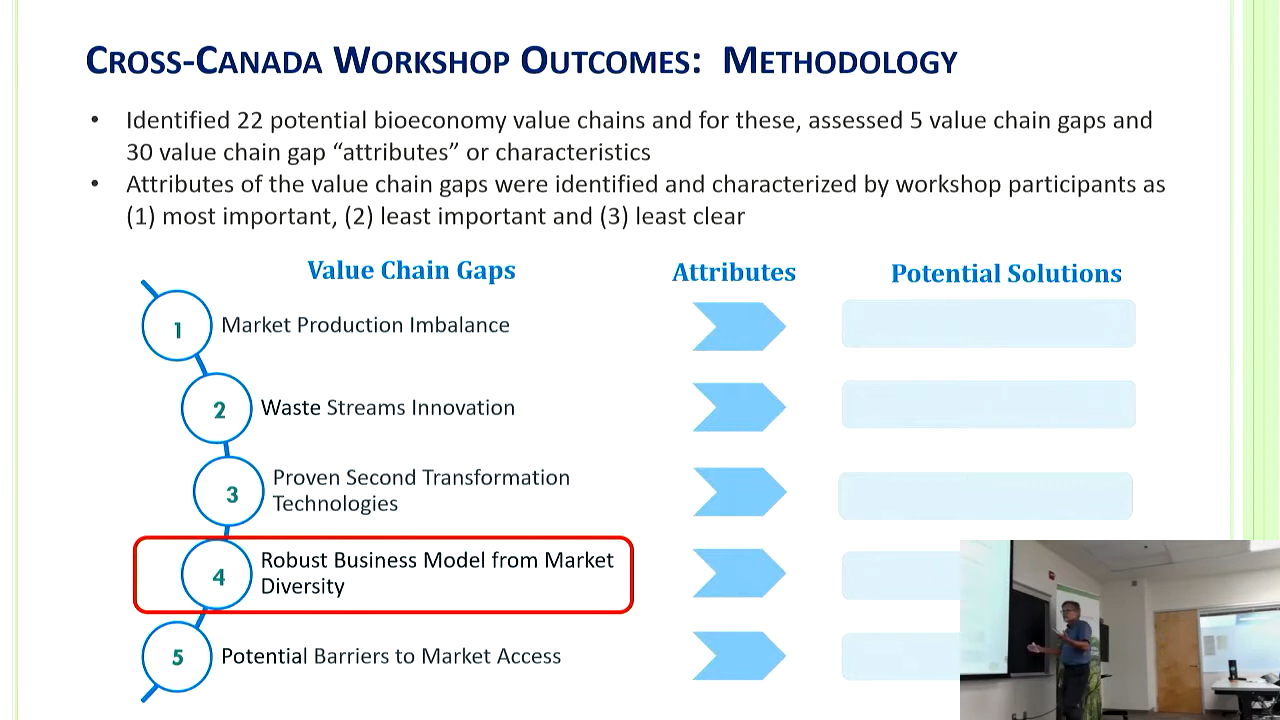 CROSS-CANADA WORKSHOP OUTCOMES: METHODOLOGY
• Identified 22 potential bioeconomy value chains and for these, assessed 5 value chain gaps and
30 value chain gap “attributes” or characteristics
• Attributes of the value chain gaps were identified and characterized by workshop participants as
(1) most important, (2) least important and (3) least clear
Value Chain Gaps
Attributes
Potential Solutions
1
Market Production Imbalance
2
Waste Streams Innovation
3
Proven Second Transformation
Technologies
4
Robust Business Model from Market
Diversity
5
Potential Barriers to Market Access